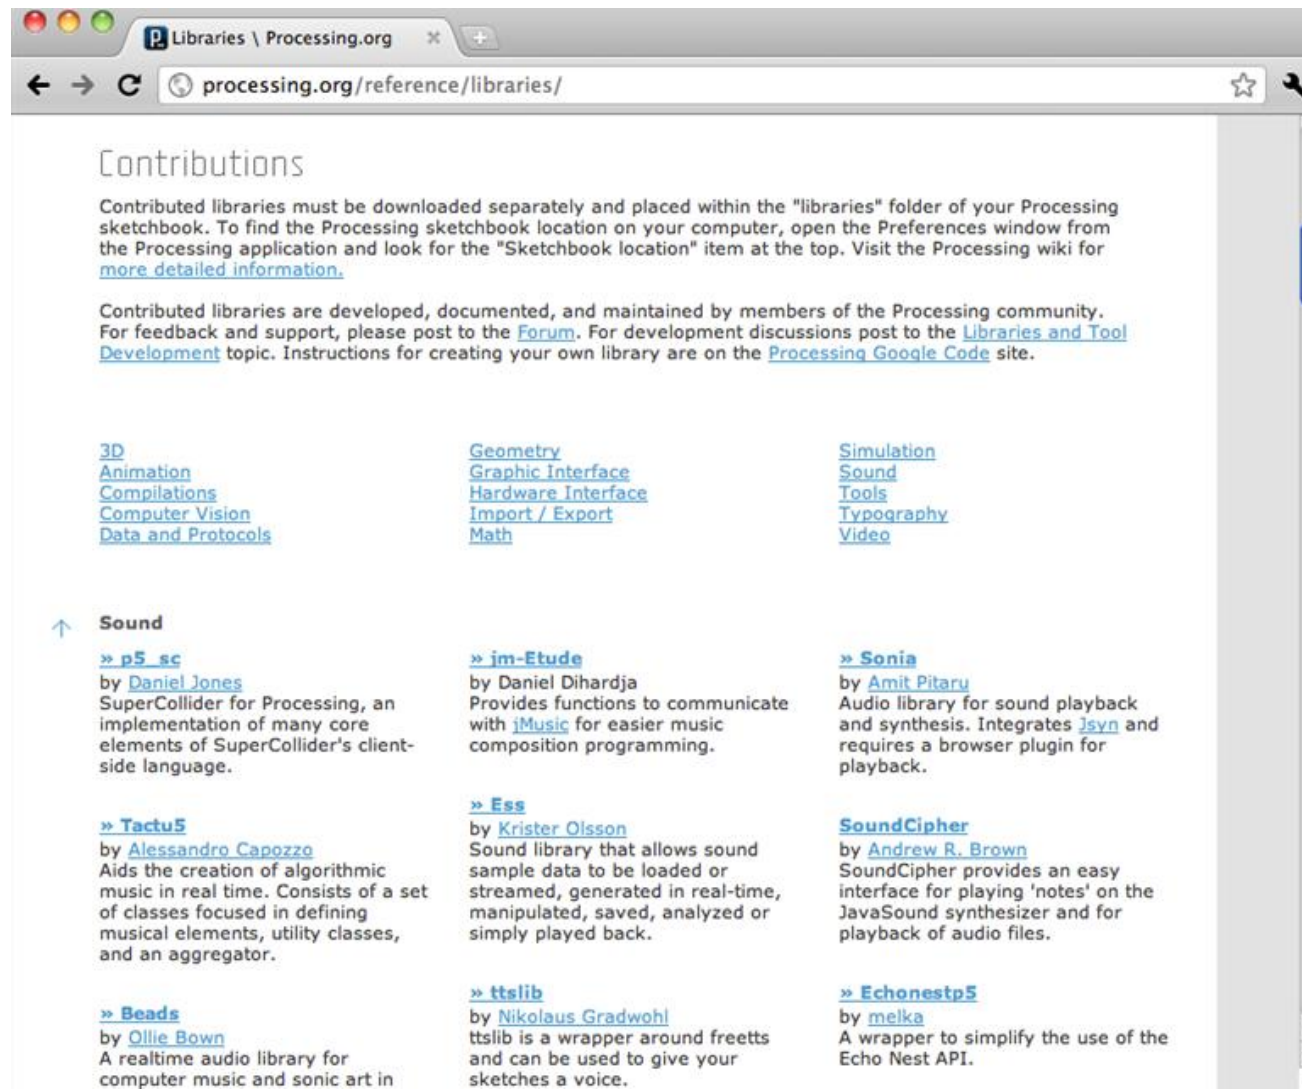 Libraries \ Processing.org
processing.org/reference/libraries/
Contributions
Contributed libraries must be downloaded separately and placed within the "libraries" folder of your Processing
sketchbook. To find the Processing sketchbook location on your computer, open the Preferences window from
the Processing application and look for the "Sketchbook location" item at the top. Visit the Processing wiki for
more detailed information.
Contributed libraries are developed, documented, and maintained by members of the Processing community.
For feedback and support, please post to the Forum. For development discussions post to the Libraries and Tool
Development topic. Instructions for creating your own library are on the Processing Google Code site.
3D
Animation
Compilations
Computer Vision
Data and Protocols
Geometry
Graphic Interface
Hardware Interface
Import / Export
Math
Simulation
Sound
Tools
Typography
Video
Sound
» p5_sc
by Daniel Jones
SuperCollider for Processing, an
implementation of many core
elements of SuperCollider's client-
side language.
» Tactu5
by Alessandro Capozzo
Aids the creation of algorithmic
music in real time. Consists of a set
of classes focused in defining
musical elements, utility classes,
and an aggregator.
» Beads
by Ollie Bown
A realtime audio library for
computer music and sonic art in
» jm-Etude
by Daniel Dihardja
Provides functions to communicate
with jMusic for easier music
composition programming.
» Ess
by Krister Olsson
Sound library that allows sound
sample data to be loaded or
streamed, generated in real-time,
manipulated, saved, analyzed or
simply played back.
» ttslib
by Nikolaus Gradwohl
ttslib is a wrapper around freetts
and can be used to give your
sketches a voice.
» Sonia
by Amit Pitaru
Audio library for sound playback
and synthesis. Integrates Jsyn and
requires a browser plugin for
playback.
SoundCipher
by Andrew R. Brown
SoundCipher provides an easy
interface for playing 'notes' on the
JavaSound synthesizer and for
playback of audio files.
» Echonestp5
by melka
A wrapper to simplify the use of the
Echo Nest API.